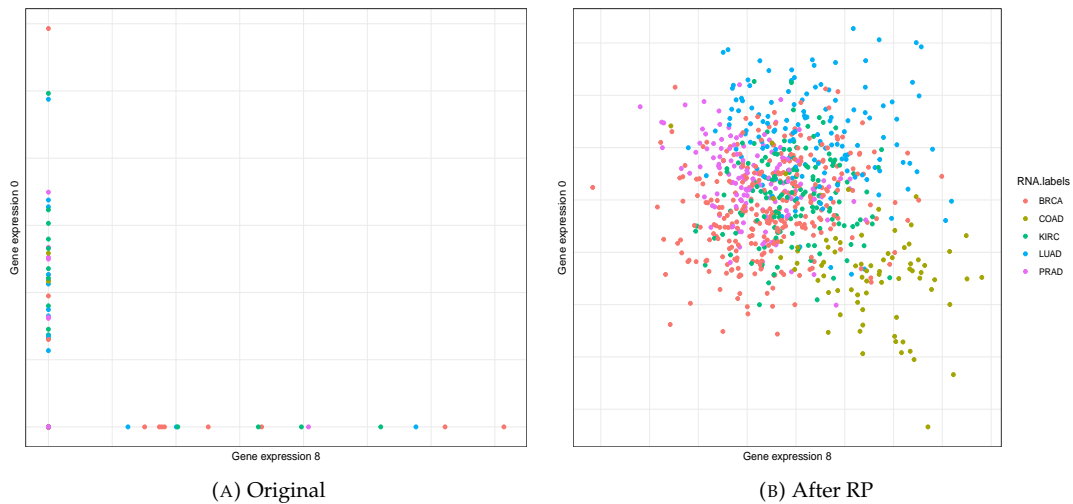 Gene expression 0
Gene expression 8
(A) Original
Gene expression 0
Gene expression 8
(B) After RP
RNA.labels
BRCA
COAD
KIRC
LUAD
PRAD